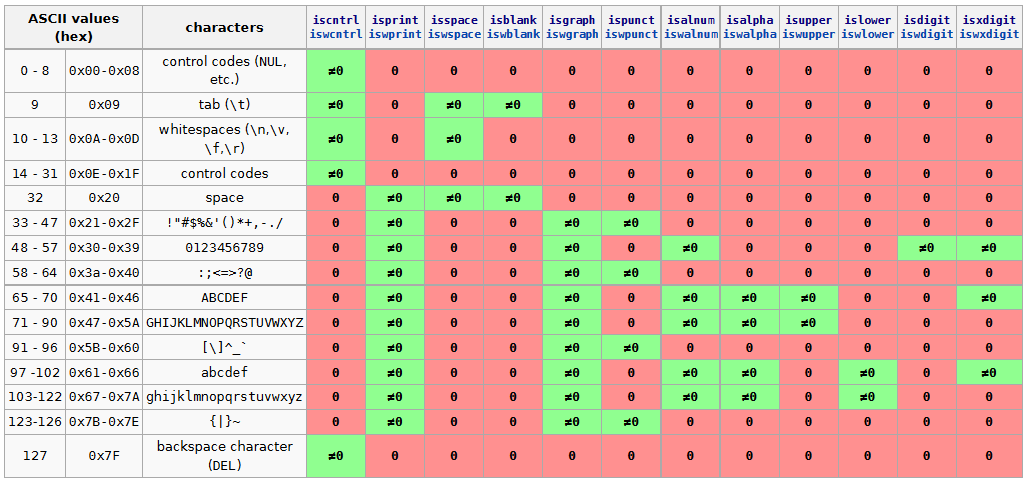 ASCII values (hex) characters iscntrl iswcntrl isprint iswprint isspace iswspace isblank iswblank isgraph iswgraph ispunct iswpunct isalnum iswalnum isalpha iswalpha isupper iswupper islower iswlower isdigit iswdigit isxdigit iswxdigit
0 - 8 0x00-0x08 control codes (NUL, etc.) ≠0 0 0 0 0 0 0 0 0 0 0 0
9 0x09 tab (\t) ≠0 0 ≠0 ≠0 0 0 0 0 0 0 0 0
10 - 13 0x0A-0x0D whitespaces (\n,\v, \f,\r) ≠0 0 ≠0 0 0 0 0 0 0 0 0 0
14 - 31 0x0E-0x1F control codes ≠0 0 0 0 0 0 0 0 0 0 0 0
32 0x20 space 0 ≠0 ≠0 ≠0 0 0 0 0 0 0 0 0
33 - 47 0x21-0x2F !"#$%&'()*+,-./ 0 ≠0 0 0 ≠0 ≠0 0 0 0 0 0 0
48 - 57 0x30-0x39 0123456789 0 ≠0 0 0 ≠0 0 ≠0 0 0 0 ≠0 ≠0
58 - 64 0x3a-0x40 :;<=>?@ 0 ≠0 0 0 ≠0 ≠0 0 0 0 0 0 0
65 - 70 0x41-0x46 ABCDEF 0 ≠0 0 0 ≠0 0 ≠0 ≠0 ≠0 0 0 ≠0
71 - 90 0x47-0x5A GHIJKLMNOPQRSTUVWXYZ 0 ≠0 0 0 ≠0 0 ≠0 ≠0 ≠0 0 0 0
91 - 96 0x5B-0x60 [\]^_` 0 ≠0 0 0 ≠0 ≠0 0 0 0 0 0 0
97 -102 0x61-0x66 abcdef 0 ≠0 0 0 ≠0 0 ≠0 ≠0 0 ≠0 0 ≠0
103-122 0x67-0x7A ghijklmnopqrstuvwxyz 0 ≠0 0 0 ≠0 0 ≠0 ≠0 0 ≠0 0 0
123-126 0x7B-0x7E {|}~ 0 ≠0 0 0 ≠0 ≠0 0 0 0 0 0 0
127 0x7F backspace character (DEL) ≠0 0 0 0 0 0 0 0 0 0 0 0